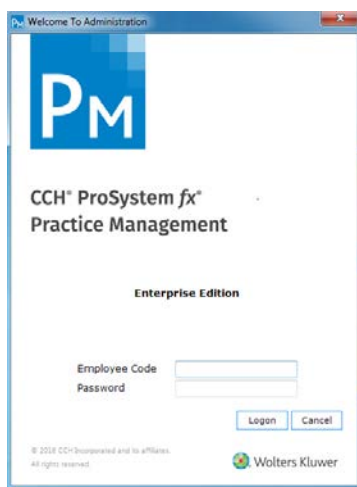 PM Welcome To Administration
PM
CCH® ProSystem fx®
Practice Management
Enterprise Edition
Employee Code
Password
Logon Cancel
© 2016 CCH Incorporated and its affiliates.
All rights reserved.
Wolters Kluwer